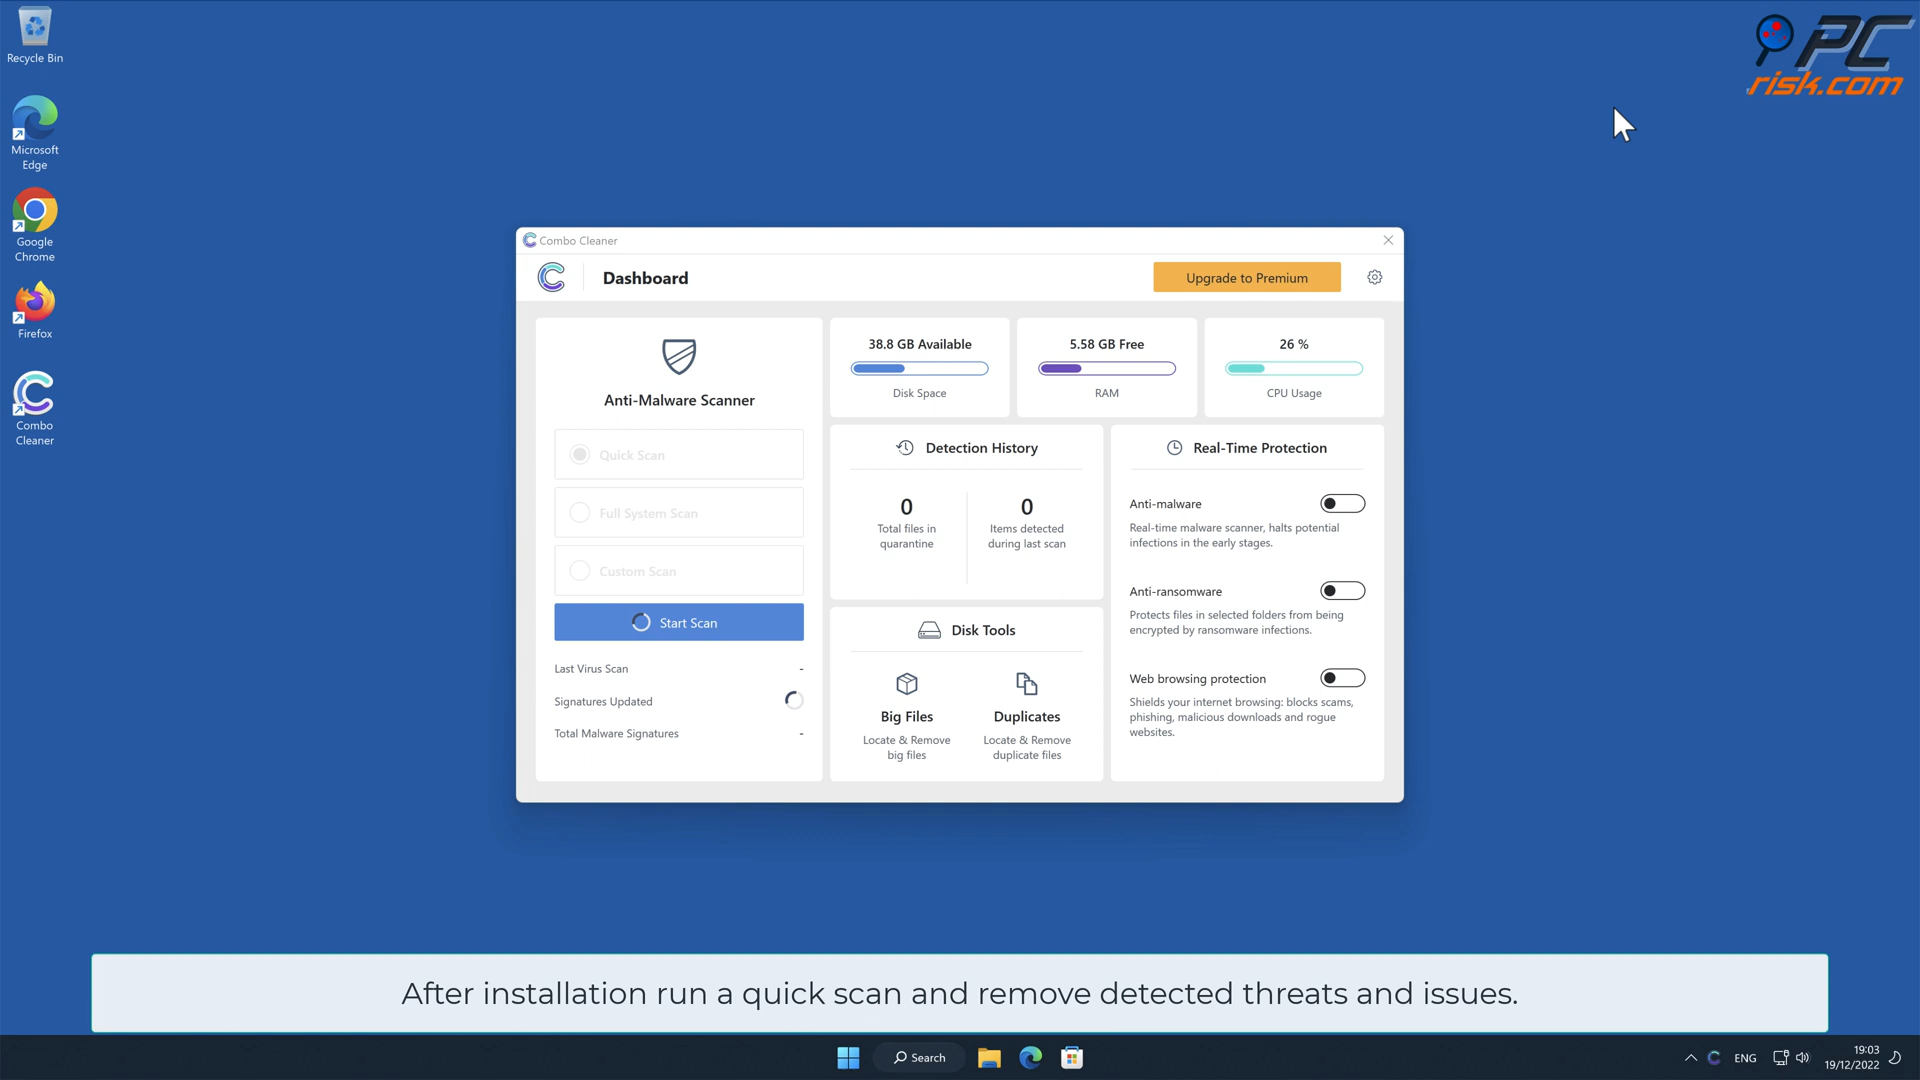 Recycle Bin
Microsoft
Edge
Google
Chrome
Firefox
Combo
Cleaner
PC
risk.com
Combo Cleaner
Dashboard
Upgrade to Premium
Anti-Malware Scanner
Quick Scan
Full System Scan
Custom Scan
Start Scan
Last Virus Scan -
Signatures Updated
Total Malware Signatures -
38.8 GB Available
Disk Space
5.58 GB Free
RAM
26 %
CPU Usage
Detection History
0
Total files in
quarantine
0
Items detected
during last scan
Disk Tools
Big Files
Locate & Remove
big files
Duplicates
Locate & Remove
duplicate files
Real-Time Protection
Anti-malware
Real-time malware scanner, halts potential
infections in the early stages.
Anti-ransomware
Protects files in selected folders from being
encrypted by ransomware infections.
Web browsing protection
Shields your internet browsing: blocks scams,
phishing, malicious downloads and rogue
websites.
After installation run a quick scan and remove detected threats and issues.
Search
ENG
19:03
19/12/2022